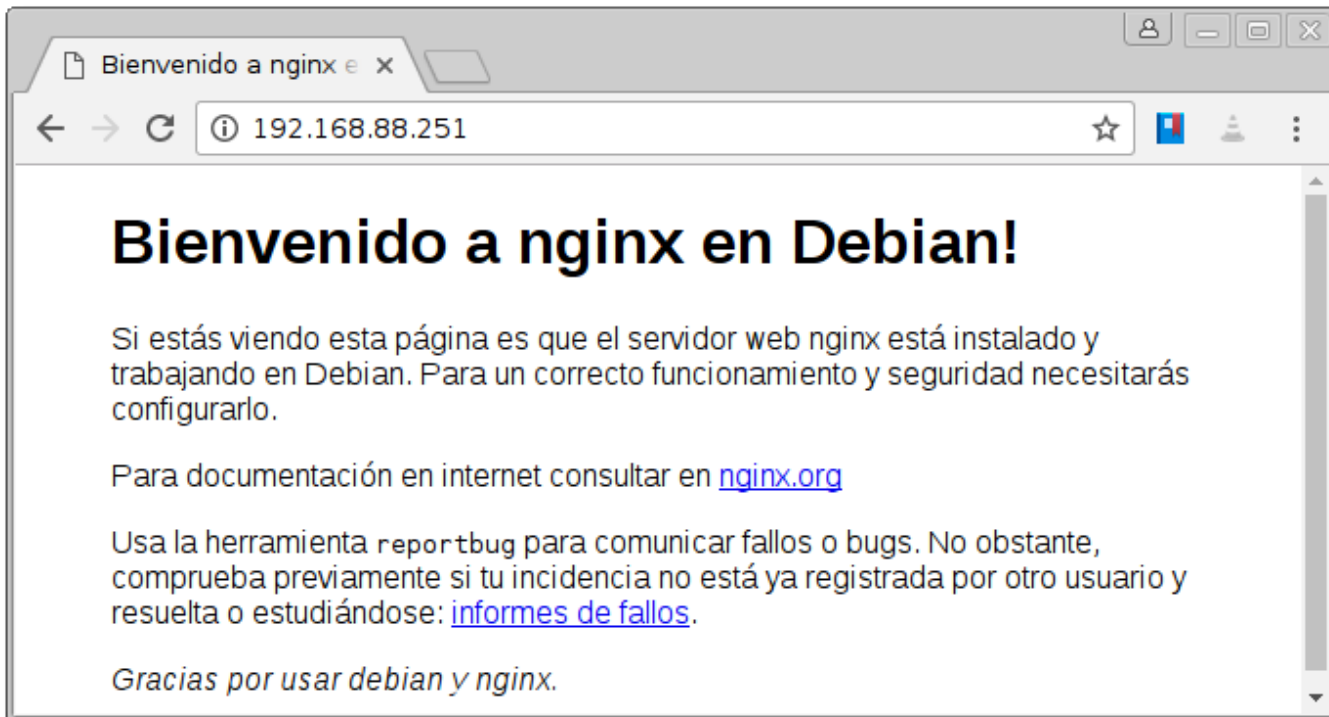 Bienvenido a nginx e
192.168.88.251
Bienvenido a nginx en Debian!
Si estás viendo esta página es que el servidor web nginx está instalado y
trabajando en Debian. Para un correcto funcionamiento y seguridad necesitarás
configurarlo.
Para documentación en internet consultar en nginx.org
Usa la herramienta reportbug para comunicar fallos o bugs. No obstante,
comprueba previamente si tu incidencia no está ya registrada por otro usuario y
resuelta o estudiándose: informes de fallos.
Gracias por usar debian y nginx.